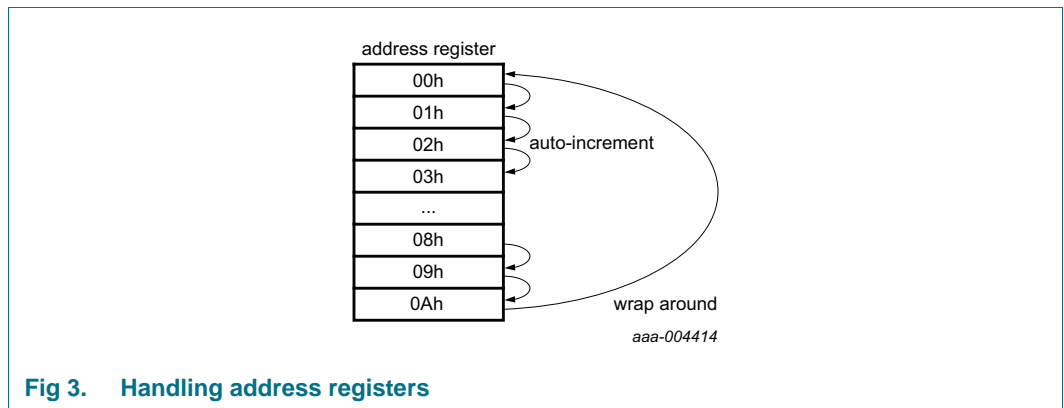 address register
00h
01h
02h
auto-increment
03h
...
08h
09h
0Ah
wrap around
aaa-004414
Fig 3. Handling address registers